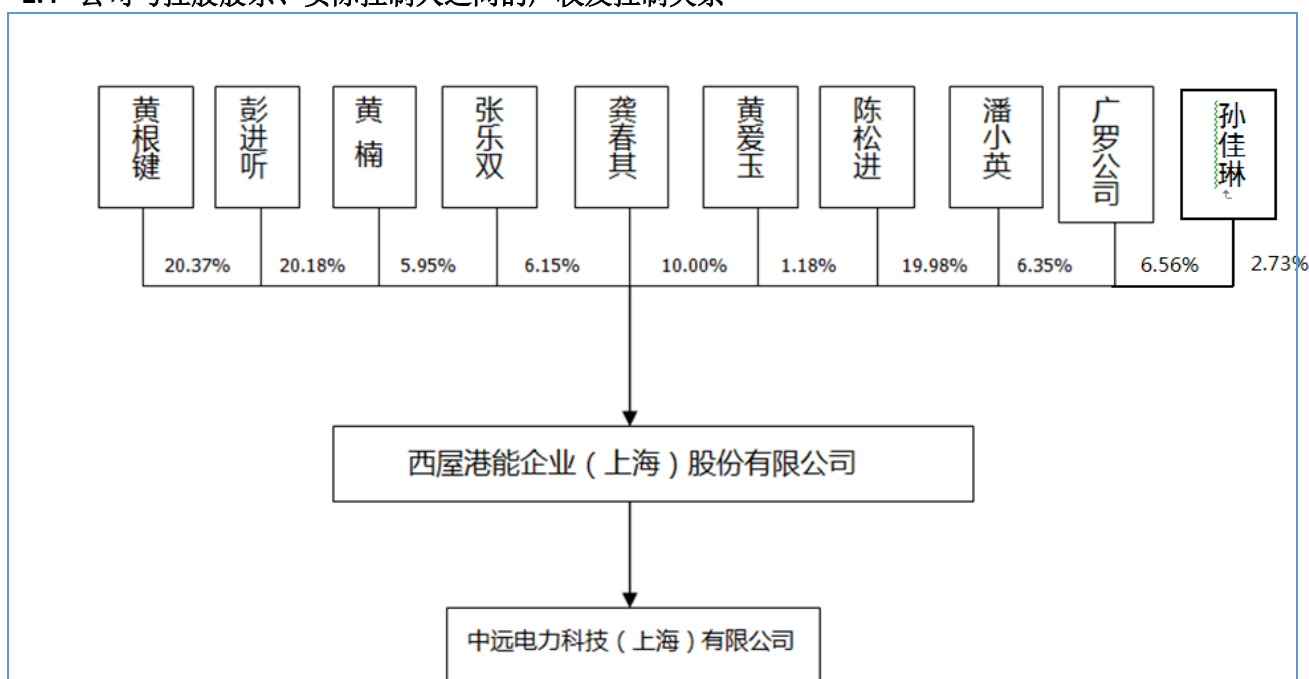 黄根键
彭进听
黄 楠
张乐双
龚春其
黄爱玉
陈松进
潘小英
广罗公司
孙佳琳
20.37%
20.18%
5.95%
6.15%
10.00%
1.18%
19.98%
6.35%
6.56%
2.73%
西屋港能企业（上海）股份有限公司
中远电力科技（上海）有限公司